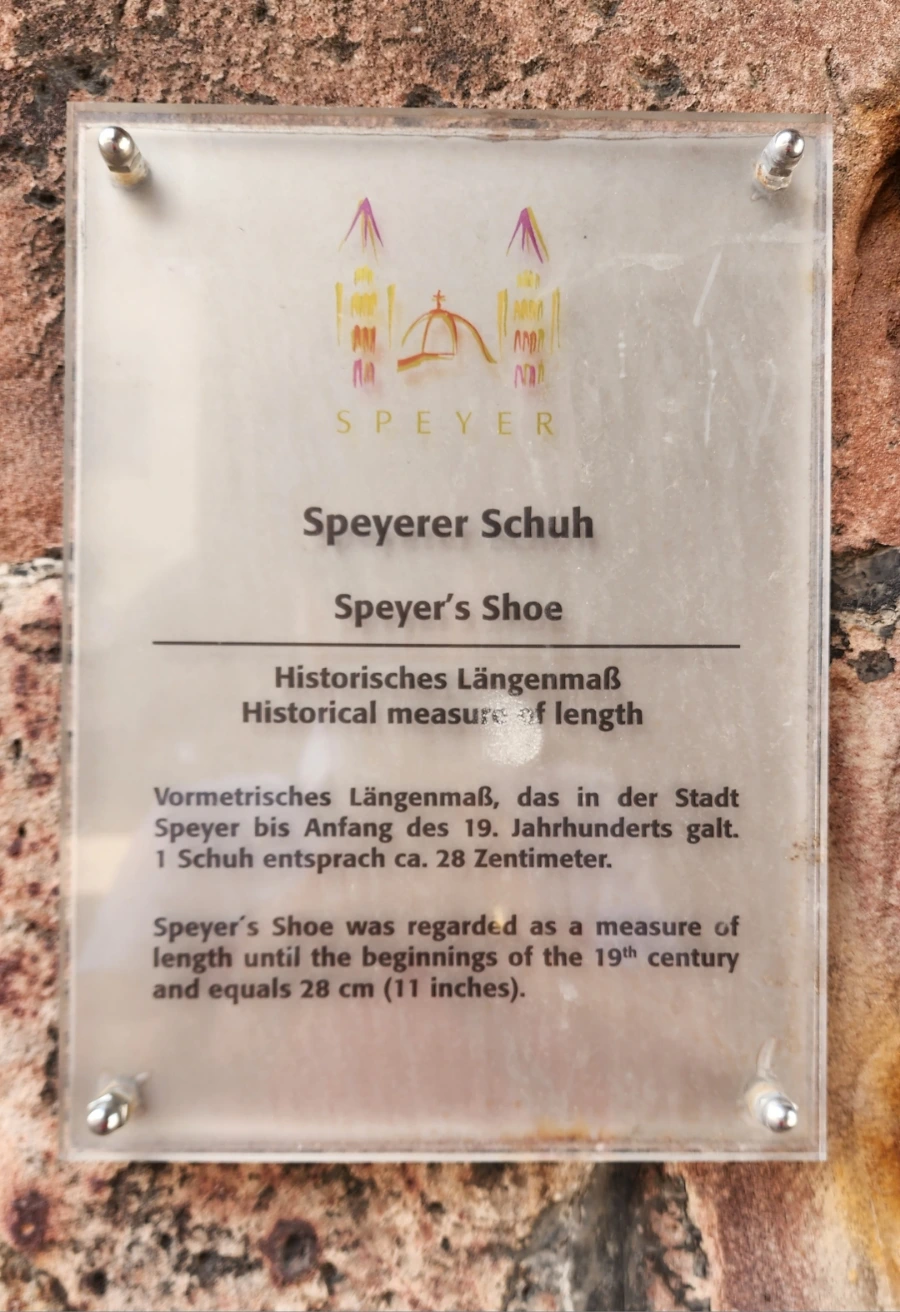 SPEYER
Speyerer Schuh
Speyer’s Shoe
Historisches Längenmaß
Historical measure of length
Vormetrisches Längenmaß, das in der Stadt
Speyer bis Anfang des 19. Jahrhunderts galt.
1 Schuh entsprach ca. 28 Zentimeter.
Speyer´s Shoe was regarded as a measure of
length until the beginnings of the 19th century
and equals 28 cm (11 inches).